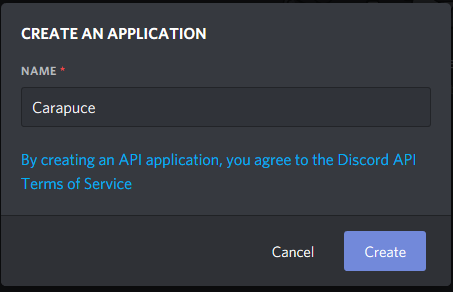 CREATE AN APPLICATION
NAME *
Carapuce
By creating an API application, you agree to the Discord API
Terms of Service
Cancel
Create